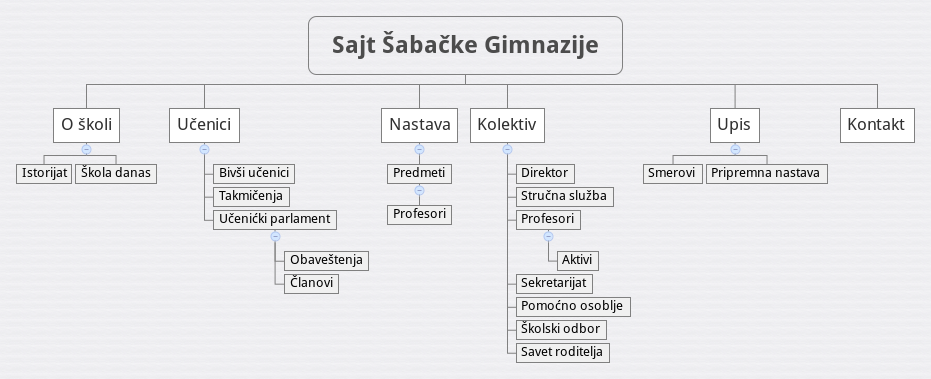 Sajt Šabačke Gimnazije
O školi
Učenici
Nastava
Kolektiv
Upis
Kontakt
Istorijat
Škola danas
Bivši učenici
Takmičenja
Učenićki parlament
Obaveštenja
Članovi
Predmeti
Profesori
Direktor
Stručna služba
Profesori
Aktivi
Sekretarijat
Pomoćno osoblje
Školski odbor
Savet roditelja
Smerovi
Pripremna nastava